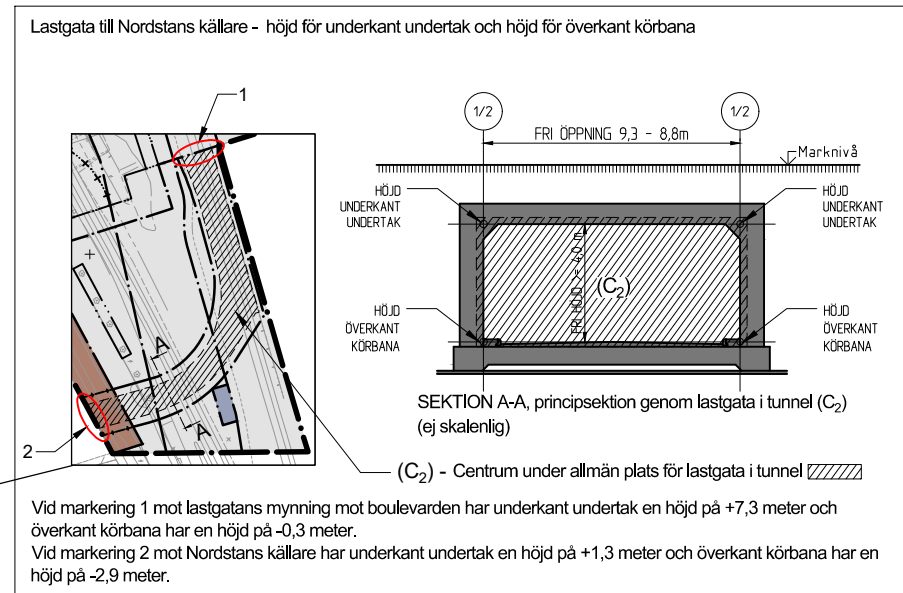 Lastgata till Nordstans källare - höjd för underkant undertak och höjd för överkant körbana
1
2
A
A
1/2
1/2
FRI ÖPPNING 9,3 - 8,8m
Marknivå
HÖJD
UNDERKANT
UNDERTAK
HÖJD
UNDERKANT
UNDERTAK
FRI HÖJD >= 4,0 m
(C₂)
HÖJD
ÖVERKANT
KÖRBANA
HÖJD
ÖVERKANT
KÖRBANA
SEKTION A-A, principsektion genom lastgata i tunnel (C₂)
(ej skalenlig)
(C₂) - Centrum under allmän plats för lastgata i tunnel
Vid markering 1 mot lastgatans mynning mot boulevarden har underkant undertak en höjd på +7,3 meter och
överkant körbana har en höjd på -0,3 meter.
Vid markering 2 mot Nordstans källare har underkant undertak en höjd på +1,3 meter och överkant körbana har en
höjd på -2,9 meter.